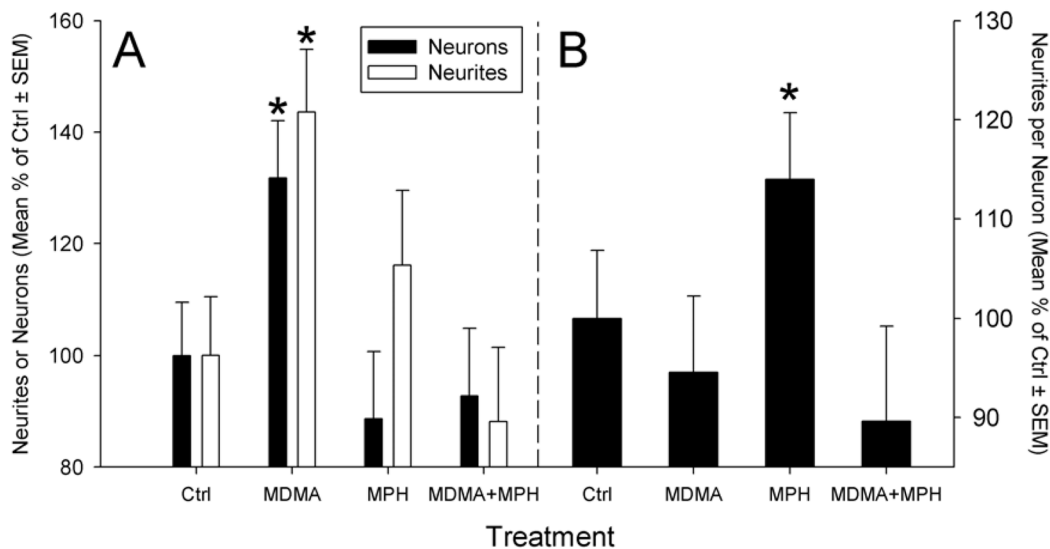 A
B
Neurons
Neurites
*
*
*
Neurites or Neurons (Mean % of Ctrl ± SEM)
160
140
120
100
80
Neurites per Neuron (Mean % of Ctrl ± SEM)
130
120
110
100
90
Ctrl MDMA MPH MDMA+MPH Ctrl MDMA MPH MDMA+MPH
Treatment